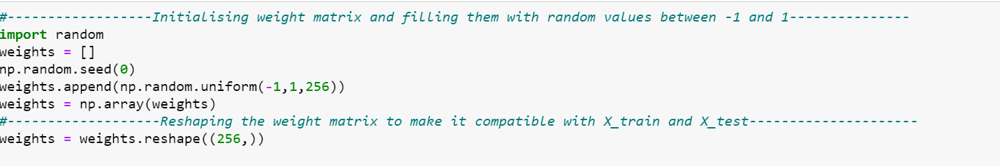 #------------------Initialising weight matrix and filling them with random values between -1 and 1---------------
import random
weights = []
np.random.seed(0)
weights.append(np.random.uniform(-1,1,256))
weights = np.array(weights)
#-------------------Reshaping the weight matrix to make it compatible with X_train and X_test---------------------
weights = weights.reshape((256,))